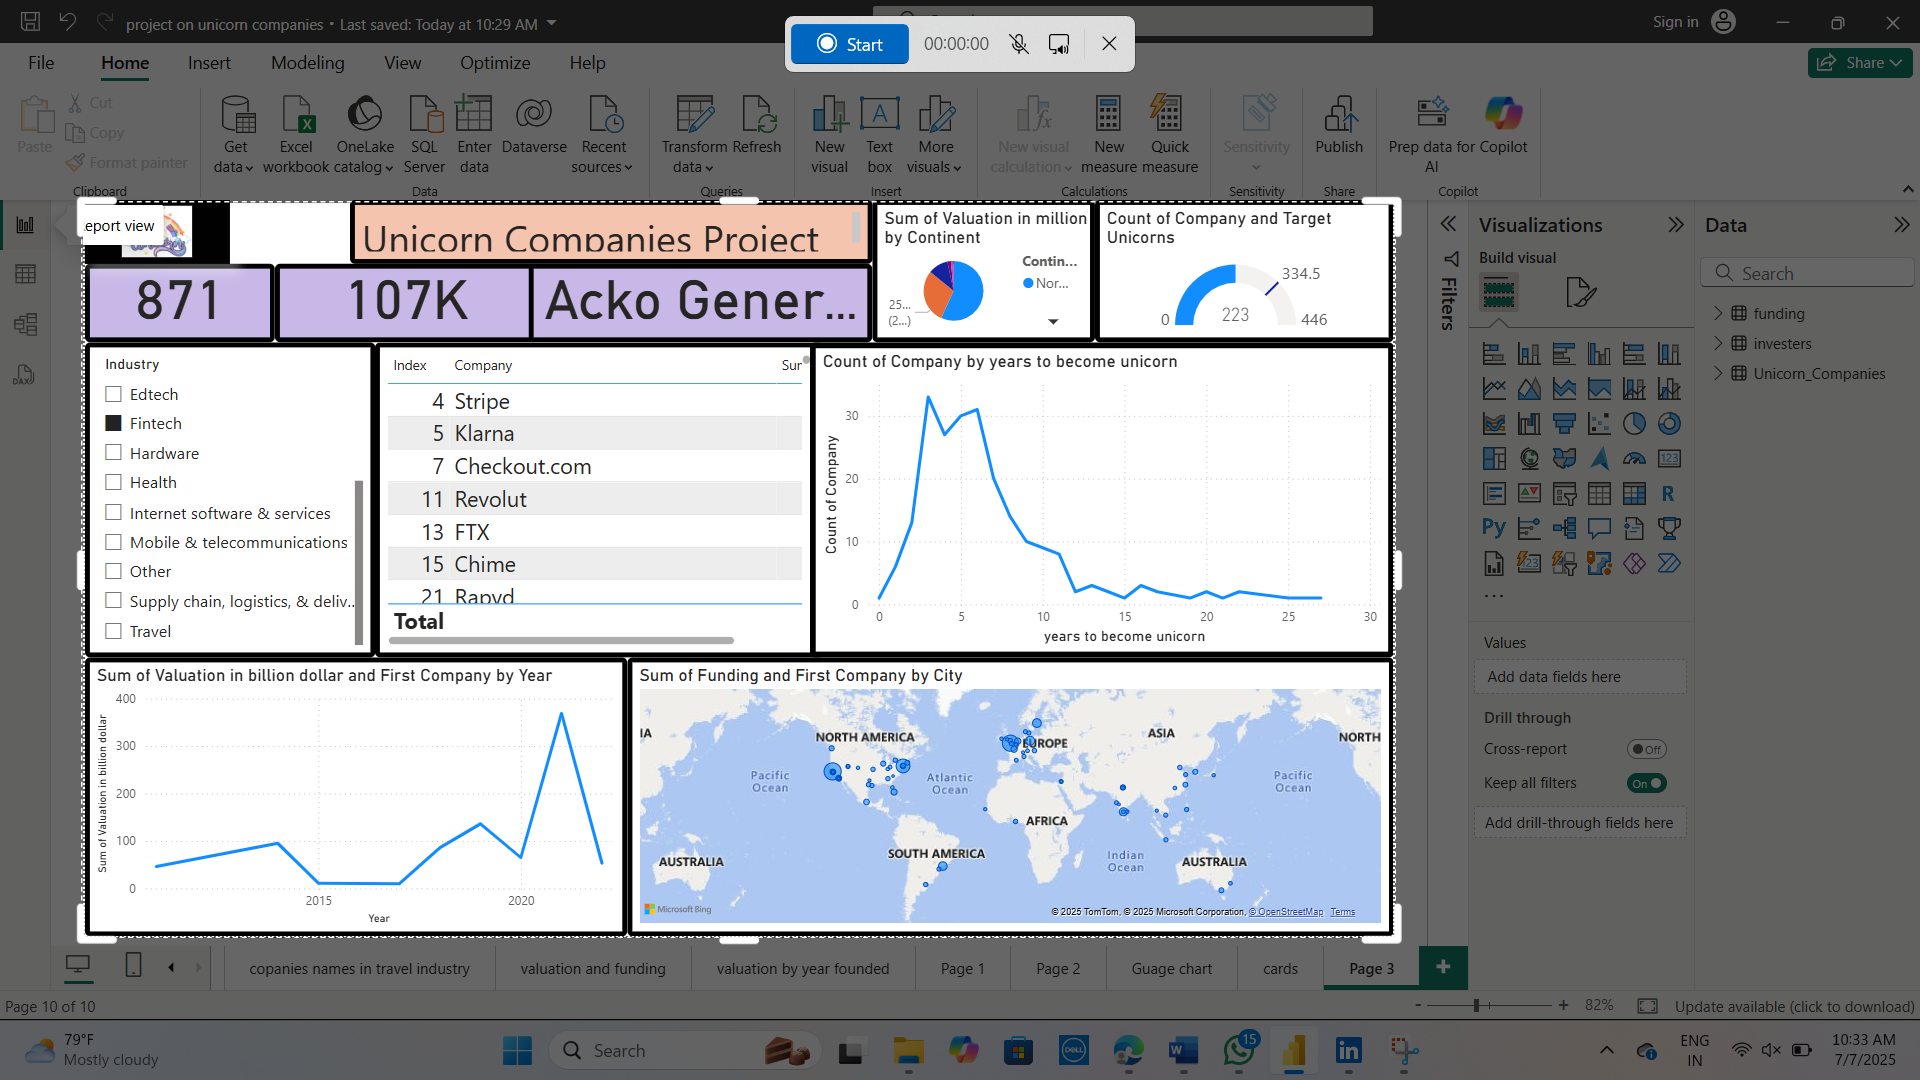 project on unicorn companies • Last saved: Today at 10:29 AM
Sign in
Start
00:00:00
File
Home
Insert
Modeling
View
Optimize
Help
Share
Paste
Cut
Copy
Format painter
Clipboard
Get data
Excel workbook
OneLake catalog
SQL Server
Enter data
Dataverse
Recent sources
Data
Transform data
Refresh
Queries
New visual
Text box
More visuals
Insert
New visual calculation
New measure
Quick measure
Calculations
Sensitivity
Sensitivity
Publish
Share
Prep data for AI
Copilot
Copilot
eport view
Unicorn Companies Project
871
107K
Acko Gener...
Sum of Valuation in million by Continent
Contin...
Nor...
25...
(2...)
Count of Company and Target Unicorns
334.5
0
223
446
Industry
Edtech
Fintech
Hardware
Health
Internet software & services
Mobile & telecommunications
Other
Supply chain, logistics, & deliv...
Travel
Index Company Sur
4 Stripe
5 Klarna
7 Checkout.com
11 Revolut
13 FTX
15 Chime
21 Rapyd
Total
Count of Company by years to become unicorn
Count of Company
30
20
10
0
0 5 10 15 20 25 30
years to become unicorn
Sum of Valuation in billion dollar and First Company by Year
Sum of Valuation in billion dollar
400
300
200
100
0
2015 2020
Year
Sum of Funding and First Company by City
IA
NORTH AMERICA
EUROPE
ASIA
NORTH
Pacific Ocean
Atlantic Ocean
Pacific Ocean
AFRICA
SOUTH AMERICA
AUSTRALIA
Indian Ocean
AUSTRALIA
Microsoft Bing
© 2025 TomTom, © 2025 Microsoft Corporation, © OpenStreetMap Terms
Filters
Visualizations
Build visual
123
R
Py
123
...
Values
Add data fields here
Drill through
Cross-report
Off
Keep all filters
On
Add drill-through fields here
Data
Search
funding
investers
Unicorn_Companies
copanies names in travel industry
valuation and funding
valuation by year founded
Page 1
Page 2
Guage chart
cards
Page 3
+
Page 10 of 10
- + 82%
Update available (click to download)
79°F
Mostly cloudy
Search
DELL
15
ENG
IN
10:33 AM
7/7/2025